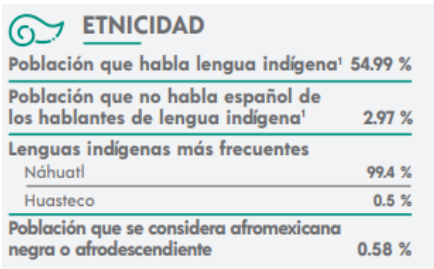 ETNICIDAD
Población que habla lengua indígena¹ 54.99 %
Población que no habla español de
los hablantes de lengua indígena¹ 2.97 %
Lenguas indígenas más frecuentes
Náhuatl 99.4 %
Huasteco 0.5 %
Población que se considera afromexicana
negra o afrodescendiente 0.58 %